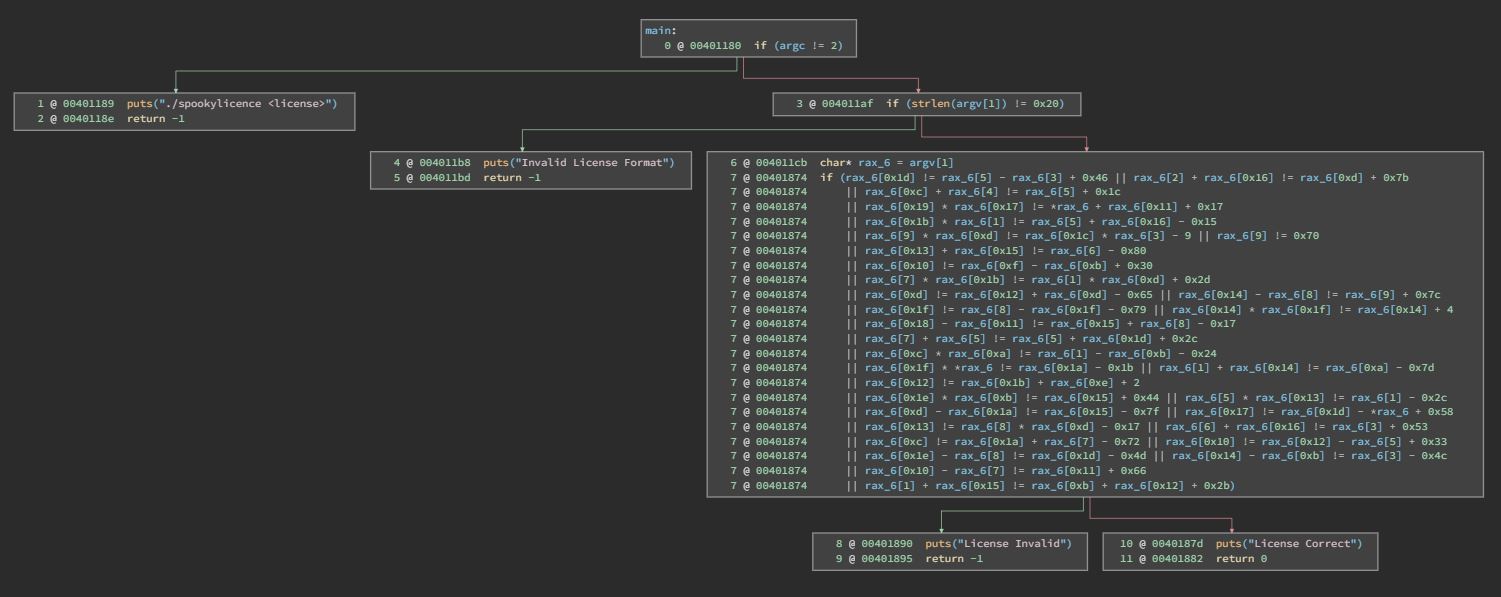 main:
0 @ 00401180  if (argc != 2)
1 @ 00401189  puts("./spookylicence <license>")
2 @ 0040118e  return -1
3 @ 004011af  if (strlen(argv[1]) != 0x20)
4 @ 004011b8  puts("Invalid License Format")
5 @ 004011bd  return -1
6 @ 004011cb  char* rax_6 = argv[1]
7 @ 00401874  if (rax_6[0x1d] != rax_6[5] - rax_6[3] + 0x46 || rax_6[2] + rax_6[0x16] != rax_6[0xd] + 0x7b
7 @ 00401874      || rax_6[0xc] + rax_6[4] != rax_6[5] + 0x1c
7 @ 00401874      || rax_6[0x19] * rax_6[0x17] != *rax_6 + rax_6[0x11] + 0x17
7 @ 00401874      || rax_6[0x1b] * rax_6[1] != rax_6[5] + rax_6[0x16] - 0x15
7 @ 00401874      || rax_6[9] * rax_6[0xd] != rax_6[0x1c] * rax_6[3] - 9 || rax_6[9] != 0x70
7 @ 00401874      || rax_6[0x13] + rax_6[0x15] != rax_6[6] - 0x80
7 @ 00401874      || rax_6[0x10] != rax_6[0xf] - rax_6[0xb] + 0x30
7 @ 00401874      || rax_6[7] * rax_6[0x1b] != rax_6[1] * rax_6[0xd] + 0x2d
7 @ 00401874      || rax_6[0xd] != rax_6[0x12] + rax_6[0xd] - 0x65 || rax_6[0x14] - rax_6[8] != rax_6[9] + 0x7c
7 @ 00401874      || rax_6[0x1f] != rax_6[8] - rax_6[0x1f] - 0x79 || rax_6[0x14] * rax_6[0x1f] != rax_6[0x14] + 4
7 @ 00401874      || rax_6[0x18] - rax_6[0x11] != rax_6[0x15] + rax_6[8] - 0x17
7 @ 00401874      || rax_6[7] + rax_6[5] != rax_6[5] + rax_6[0x1d] + 0x2c
7 @ 00401874      || rax_6[0xc] * rax_6[0xa] != rax_6[1] - rax_6[0xb] - 0x24
7 @ 00401874      || rax_6[0x1f] * *rax_6 != rax_6[0x1a] - 0x1b || rax_6[1] + rax_6[0x14] != rax_6[0xa] - 0x7d
7 @ 00401874      || rax_6[0x12] != rax_6[0x1b] + rax_6[0xe] + 2
7 @ 00401874      || rax_6[0x1e] * rax_6[0xb] != rax_6[0x15] + 0x44 || rax_6[5] * rax_6[0x13] != rax_6[1] - 0x2c
7 @ 00401874      || rax_6[0xd] - rax_6[0x1a] != rax_6[0x15] - 0x7f || rax_6[0x17] != rax_6[0x1d] - *rax_6 + 0x58
7 @ 00401874      || rax_6[0x13] != rax_6[8] * rax_6[0xd] - 0x17 || rax_6[6] + rax_6[0x16] != rax_6[3] + 0x53
7 @ 00401874      || rax_6[0xc] != rax_6[0x1a] + rax_6[7] - 0x72 || rax_6[0x10] != rax_6[0x12] - rax_6[5] + 0x33
7 @ 00401874      || rax_6[0x1e] - rax_6[8] != rax_6[0x1d] - 0x4d || rax_6[0x14] - rax_6[0xb] != rax_6[3] - 0x4c
7 @ 00401874      || rax_6[0x10] - rax_6[7] != rax_6[0x11] + 0x66
7 @ 00401874      || rax_6[1] + rax_6[0x15] != rax_6[0xb] + rax_6[0x12] + 0x2b)
8 @ 00401890  puts("License Invalid")
9 @ 00401895  return -1
10 @ 0040187d  puts("License Correct")
11 @ 00401882  return 0